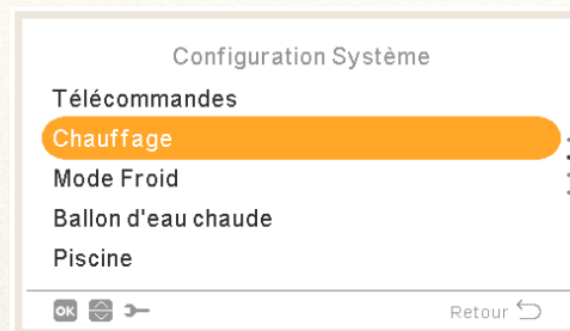 Configuration Système
Télécommandes
Chauffage
Mode Froid
Ballon d'eau chaude
Piscine
OK Retour